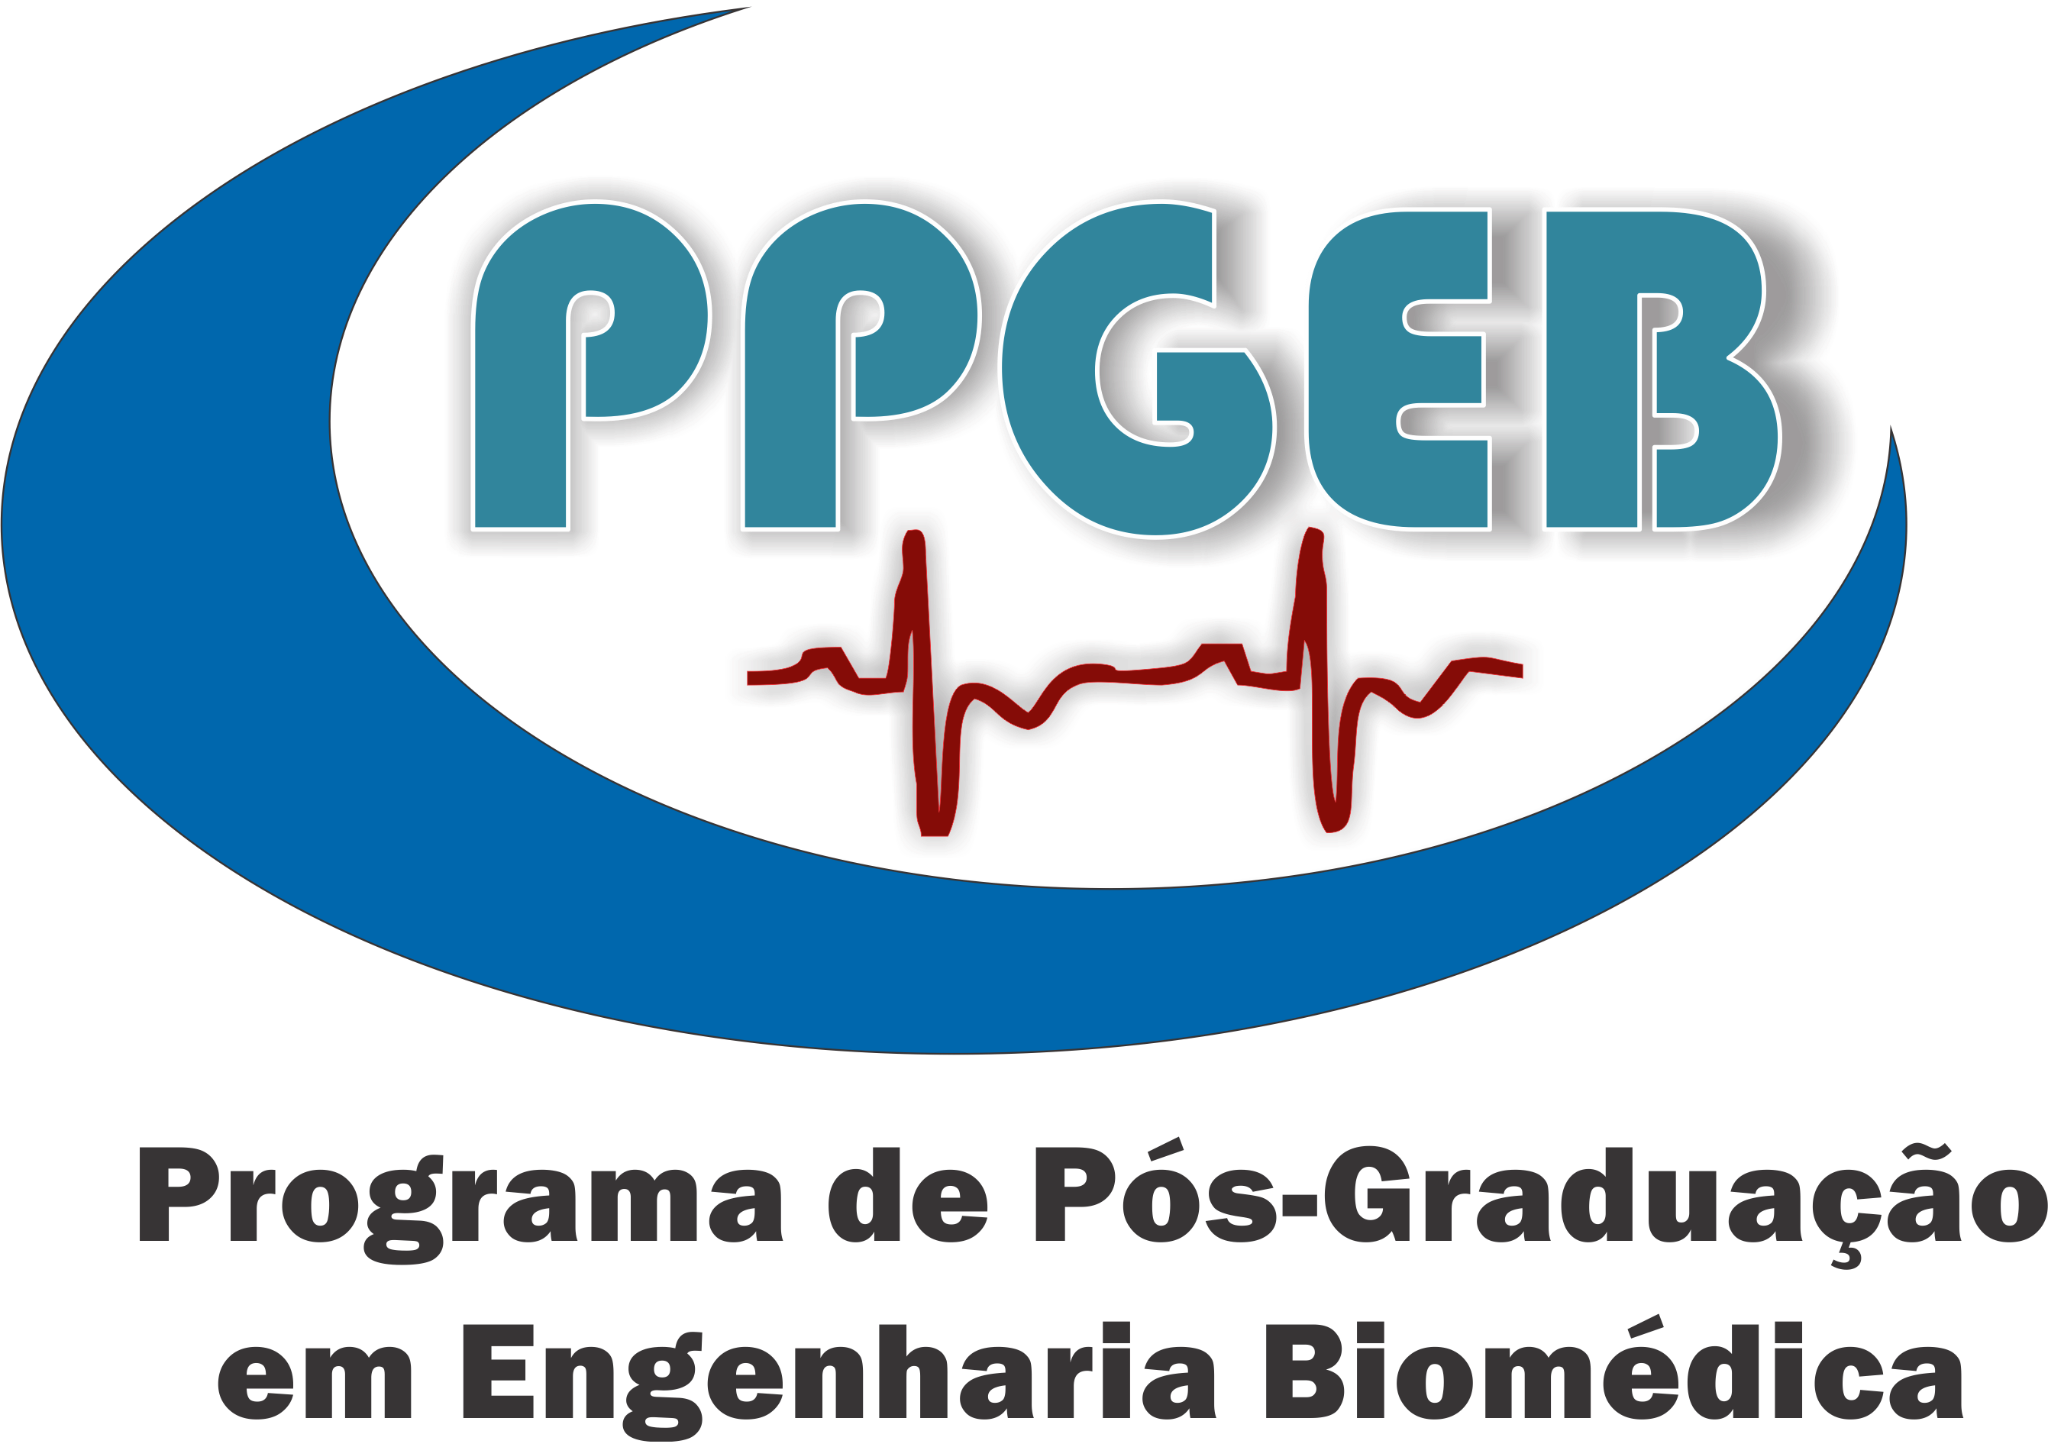 PPGEB
Programa de Pós-Graduação
em Engenharia Biomédica